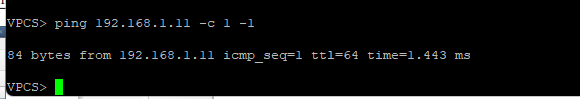 VPCS> ping 192.168.1.11 -c 1 -1
84 bytes from 192.168.1.11 icmp_seq=1 ttl=64 time=1.443 ms
VPCS>